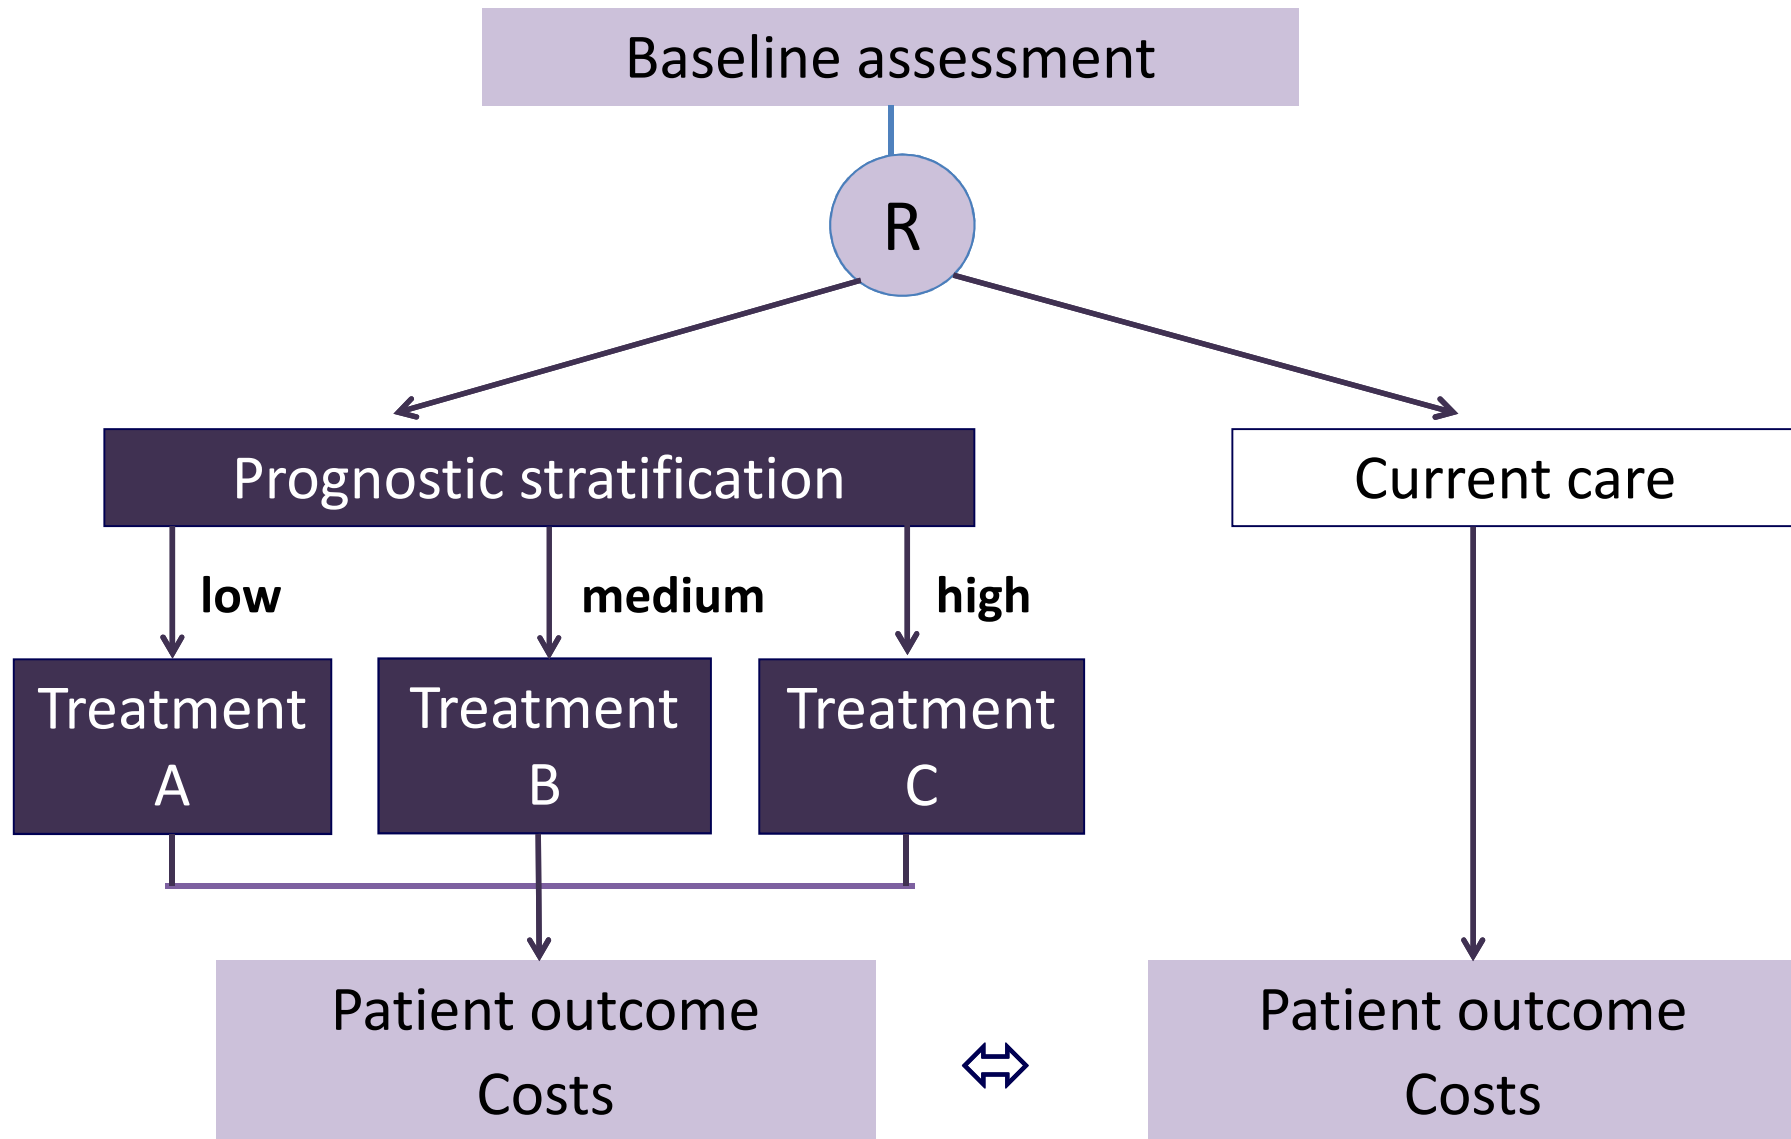 Baseline assessment
R
Prognostic stratification
Current care
low
medium
high
Treatment
A
Treatment
B
Treatment
C
Patient outcome
Costs
Patient outcome
Costs